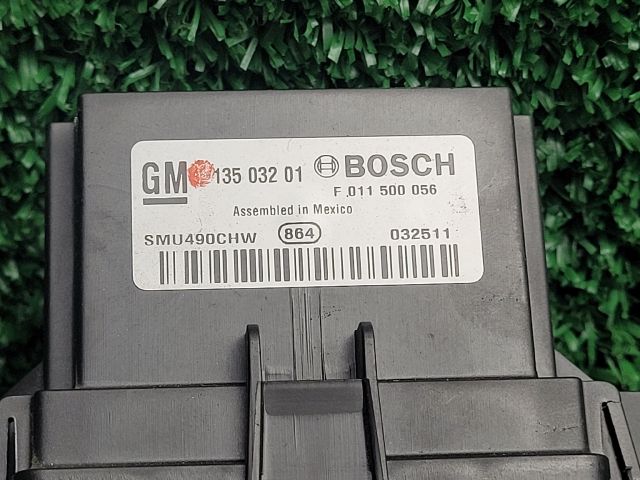 GM 135 032 01 BOSCH
F 011 500 056
Assembled in Mexico
SMU490CHW 864 032511